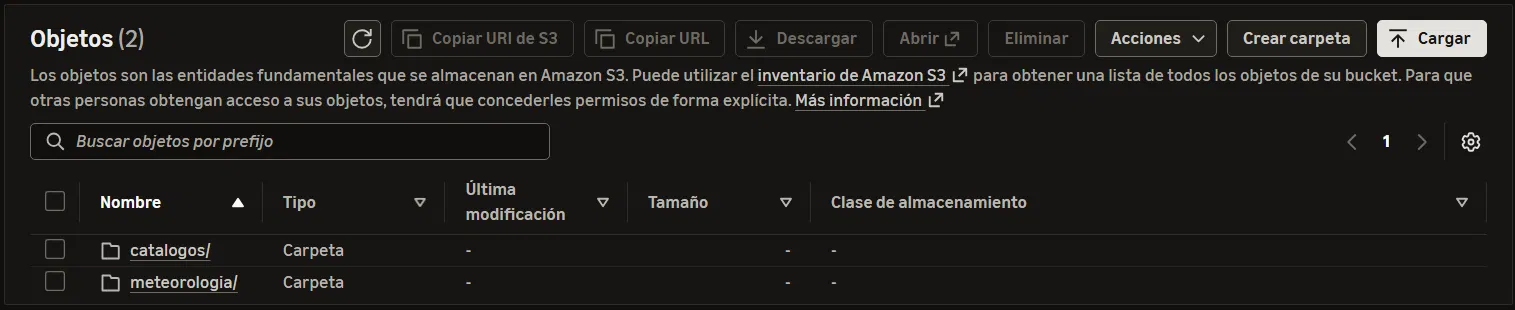 Objetos (2)
Copiar URI de S3
Copiar URL
Descargar
Abrir
Eliminar
Acciones
Crear carpeta
Cargar
Los objetos son las entidades fundamentales que se almacenan en Amazon S3. Puede utilizar el inventario de Amazon S3 para obtener una lista de todos los objetos de su bucket. Para que
otras personas obtengan acceso a sus objetos, tendrá que concederles permisos de forma explícita. Más información
Buscar objetos por prefijo
1
Nombre
Tipo
Última
modificación
Tamaño
Clase de almacenamiento
catalogos/ Carpeta - - -
meteorologia/ Carpeta - - -